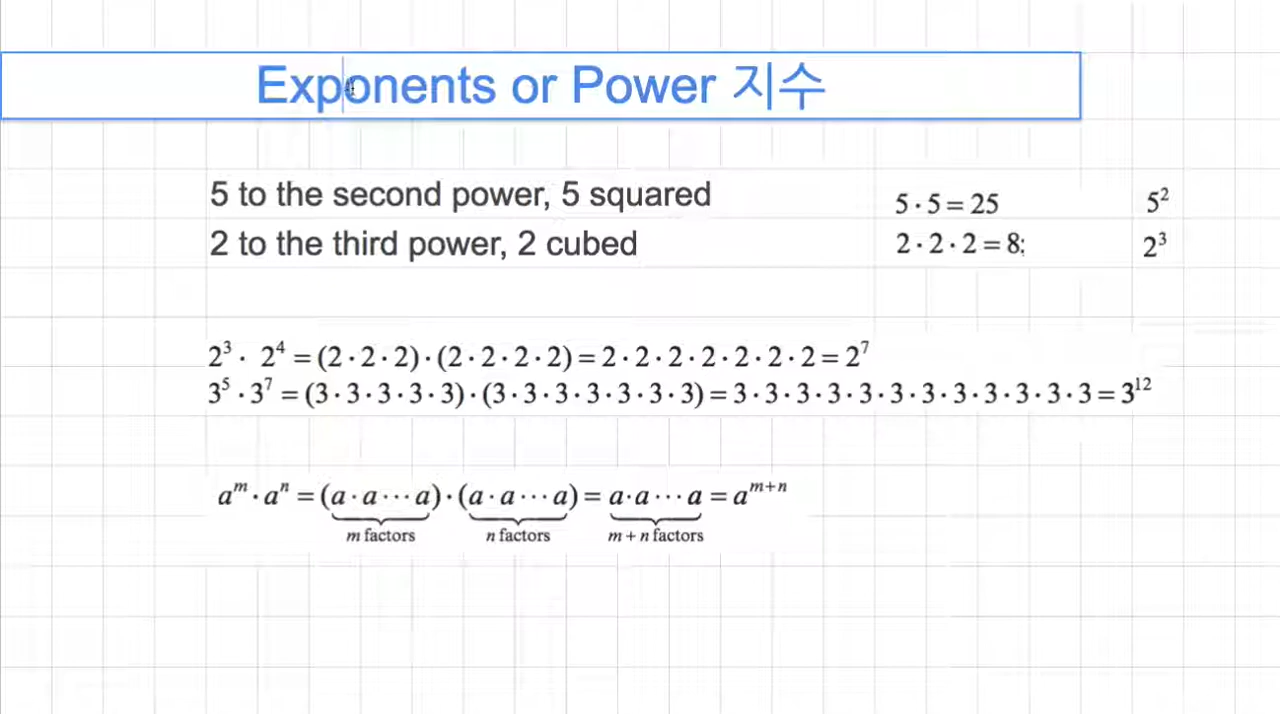 Exponents or Power 지수
5 to the second power, 5 squared 5 · 5 = 25 5²
2 to the third power, 2 cubed 2 · 2 · 2 = 8; 2³
2³ · 2⁴ = (2 · 2 · 2) · (2 · 2 · 2 · 2) = 2 · 2 · 2 · 2 · 2 · 2 · 2 = 2⁷
3⁵ · 3⁷ = (3 · 3 · 3 · 3 · 3) · (3 · 3 · 3 · 3 · 3 · 3 · 3) = 3 · 3 · 3 · 3 · 3 · 3 · 3 · 3 · 3 · 3 · 3 · 3 = 3¹²
aᵐ · aⁿ = (a · a ··· a) · (a · a ··· a) = a · a ··· a = aᵐ⁺ⁿ
m factors n factors m + n factors